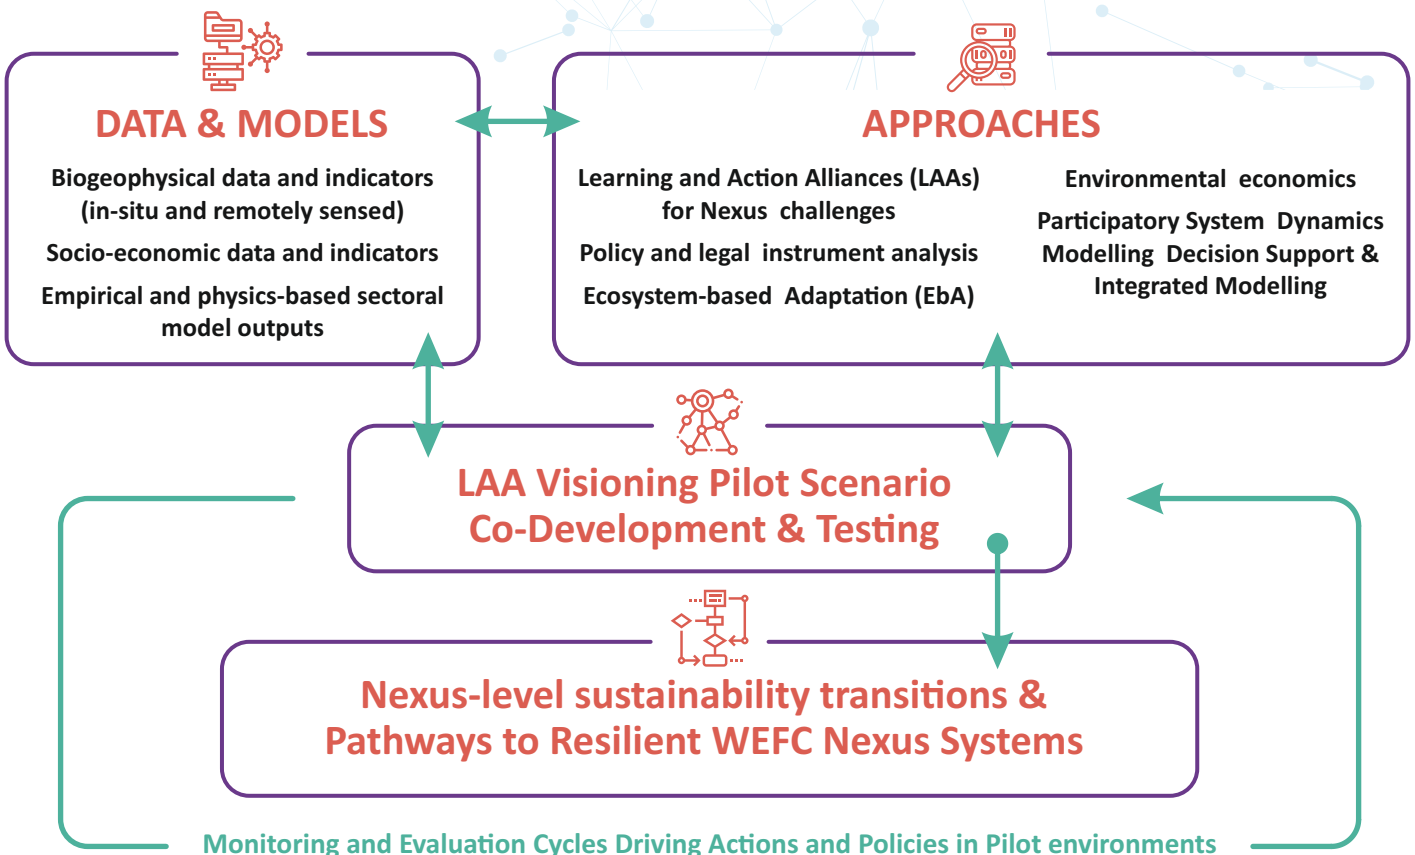 DATA & MODELS
Biogeophysical data and indicators
(in-situ and remotely sensed)
Socio-economic data and indicators
Empirical and physics-based sectoral
model outputs
APPROACHES
Learning and Action Alliances (LAAs)
for Nexus challenges
Policy and legal instrument analysis
Ecosystem-based Adaptation (EbA)
Environmental economics
Participatory System Dynamics
Modelling Decision Support &
Integrated Modelling
LAA Visioning Pilot Scenario
Co-Development & Testing
Nexus-level sustainability transitions &
Pathways to Resilient WEFC Nexus Systems
Monitoring and Evaluation Cycles Driving Actions and Policies in Pilot environments